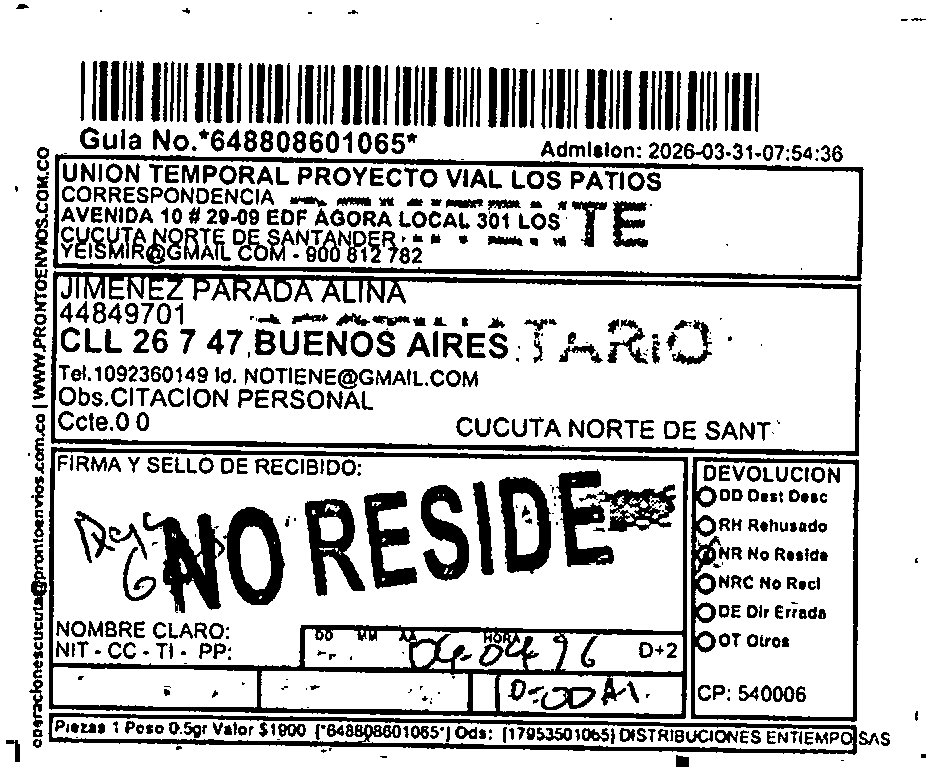 Guia No.*648808601065*
Admision: 2026-03-31-07:54:36
UNION TEMPORAL PROYECTO VIAL LOS PATIOS
CORRESPONDENCIA
AVENIDA 10 # 29-09 EDF AGORA LOCAL 301 LOS
TE
CUCUTA NORTE DE SANTANDER
YEISMIR@GMAIL COM - 900 812 782
JIMENEZ PARADA ALINA
44849701
CLL 26 7 47 BUENOS AIRES
TARIO
Tel.1092360149 Id. NOTIENE@GMAIL.COM
Obs.CITACION PERSONAL
Ccte.0 0
CUCUTA NORTE DE SANT
FIRMA Y SELLO DE RECIBIDO:
NO RESIDE
DEVOLUCION
DD Dest Desc
RH Rehusado
NR No Reside
NRC No Recl
DE Dir Errada
OT Otros
NOMBRE CLARO:
NIT - CC - TI - PP:
DD MM AA HORA
D+2
CP: 540006
Piezas 1 Peso 0.5gr Valor $1900 [*648808601065*] Ods: [17953501065] DISTRIBUCIONES ENTIEMPO SAS
operacionescucuta@prontoenvios.com.co | WWW.PRONTOENVIOS.COM.CO